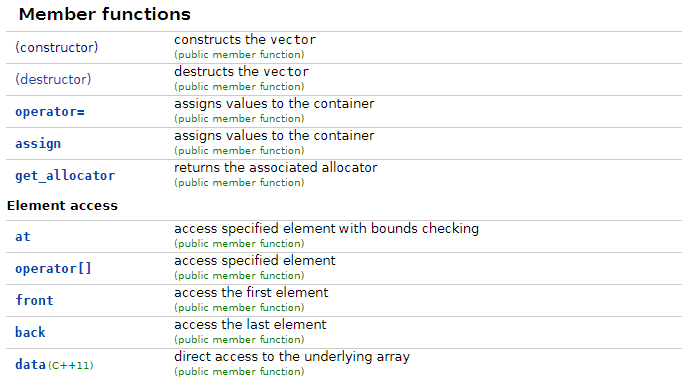 Member functions
(constructor) constructs the vector
(public member function)
(destructor) destructs the vector
(public member function)
operator= assigns values to the container
(public member function)
assign assigns values to the container
(public member function)
get_allocator returns the associated allocator
(public member function)
Element access
at access specified element with bounds checking
(public member function)
operator[] access specified element
(public member function)
front access the first element
(public member function)
back access the last element
(public member function)
data (C++11) direct access to the underlying array
(public member function)